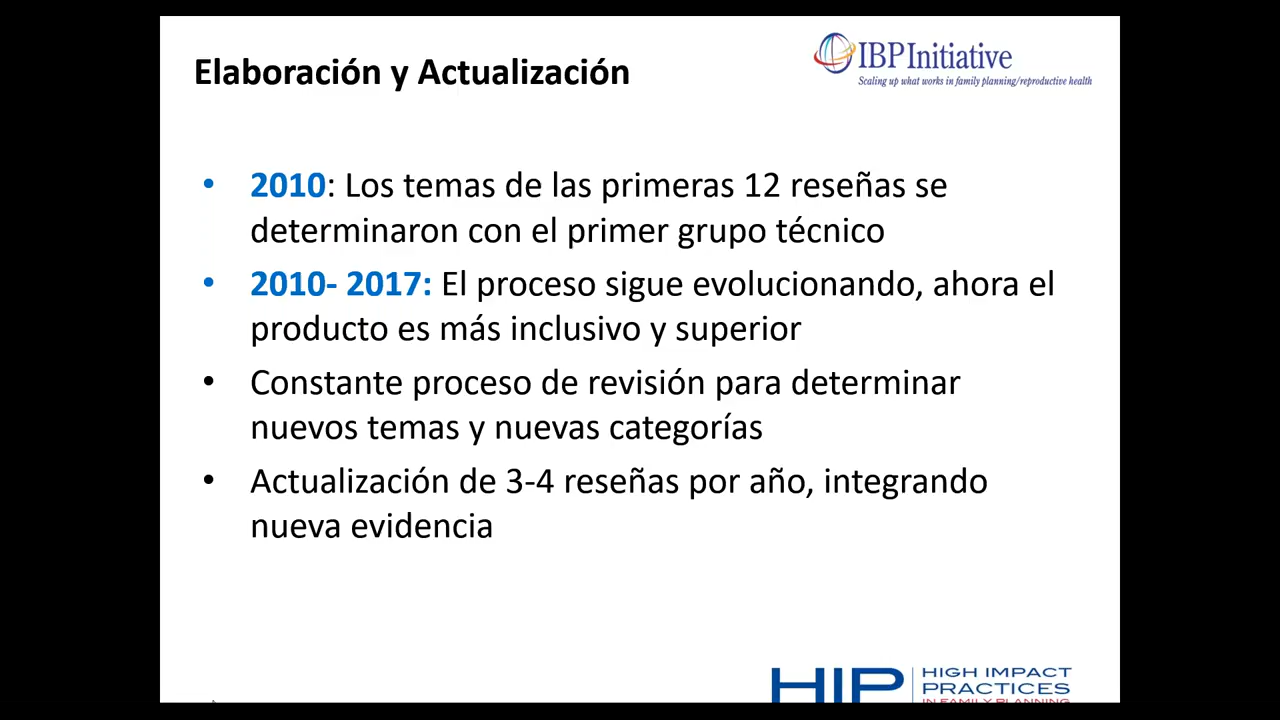 Elaboración y Actualización
IBPInitiative
Scaling up what works in family planning/reproductive health
• 2010: Los temas de las primeras 12 reseñas se
determinaron con el primer grupo técnico
• 2010- 2017: El proceso sigue evolucionando, ahora el
producto es más inclusivo y superior
• Constante proceso de revisión para determinar
nuevos temas y nuevas categorías
• Actualización de 3-4 reseñas por año, integrando
nueva evidencia
HIP
HIGH IMPACT
PRACTICES
IN FAMILY PLANNING